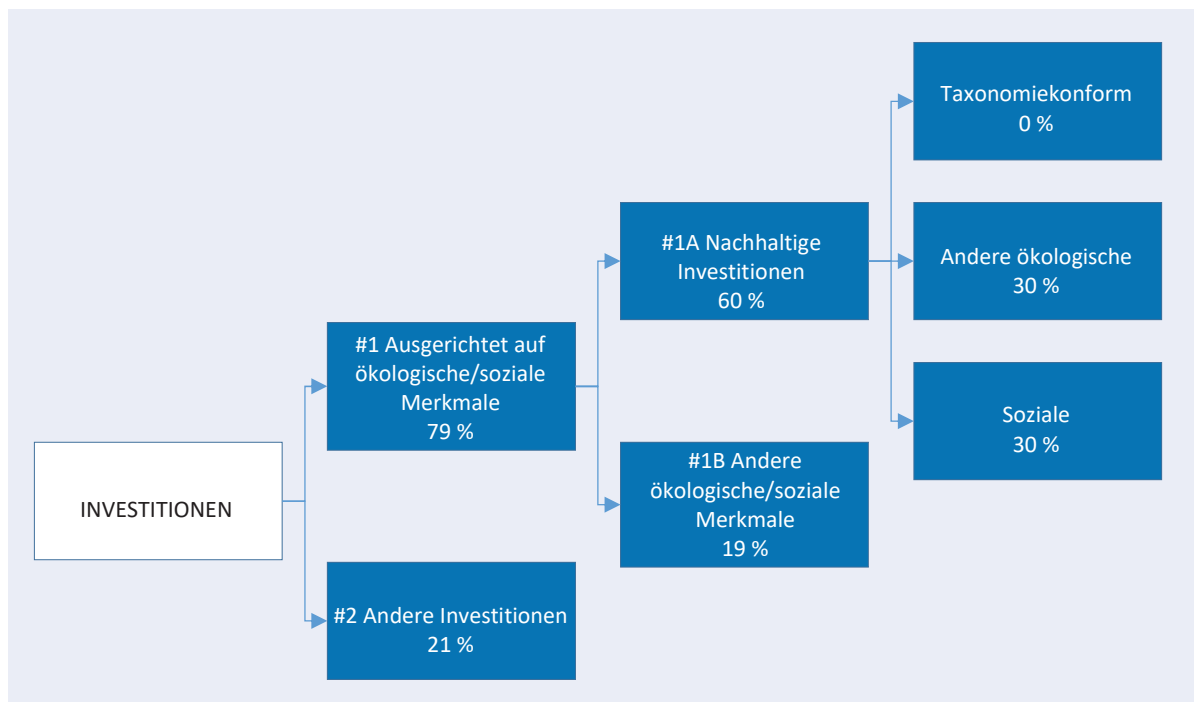 INVESTITIONEN
#1 Ausgerichtet auf
ökologische/soziale
Merkmale
79 %
#2 Andere Investitionen
21 %
#1A Nachhaltige
Investitionen
60 %
#1B Andere
ökologische/soziale
Merkmale
19 %
Taxonomiekonform
0 %
Andere ökologische
30 %
Soziale
30 %